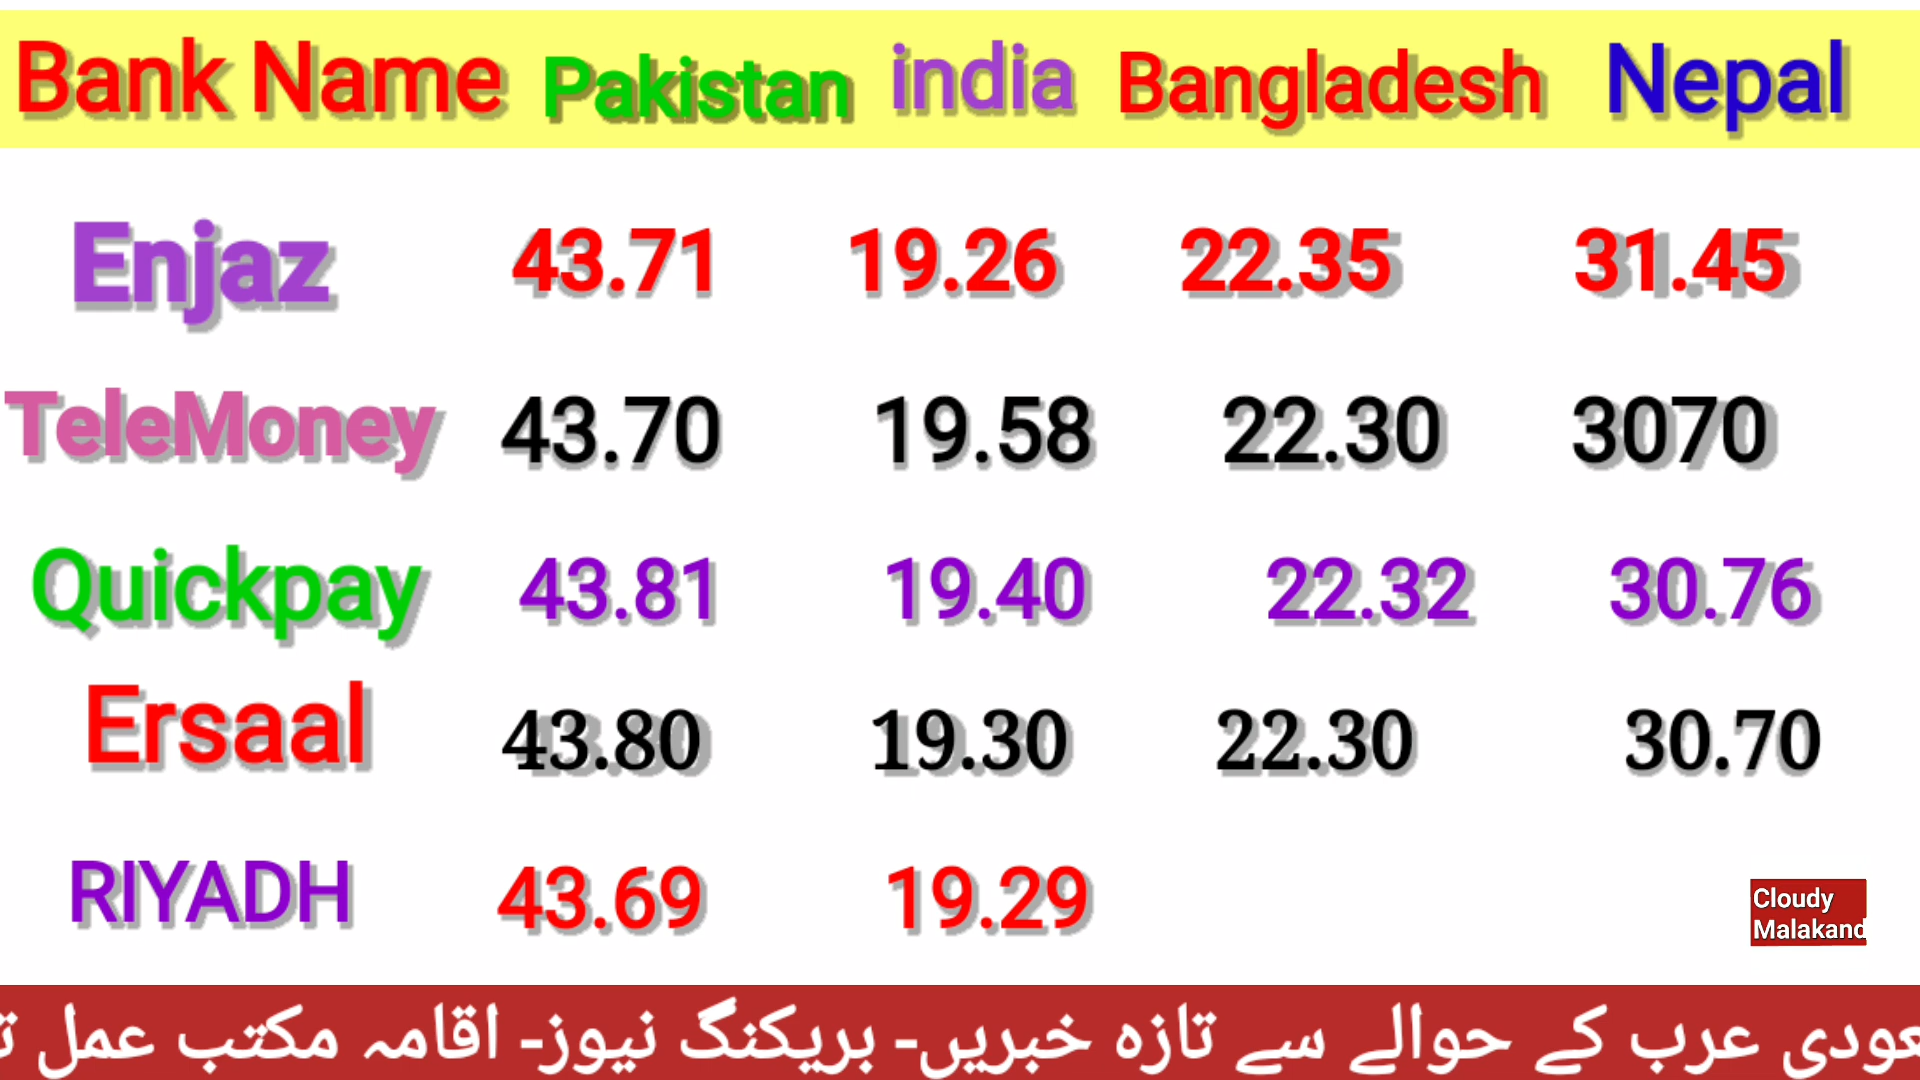 Bank Name Pakistan india Bangladesh Nepal
Enjaz 43.71 19.26 22.35 31.45
TeleMoney 43.70 19.58 22.30 3070
Quickpay 43.81 19.40 22.32 30.76
Ersaal 43.80 19.30 22.30 30.70
RIYADH 43.69 19.29
Cloudy
Malakand
عودی عرب کے حوالے سے تازہ خبریں- بریکنگ نیوز- اقامہ مکتب عمل